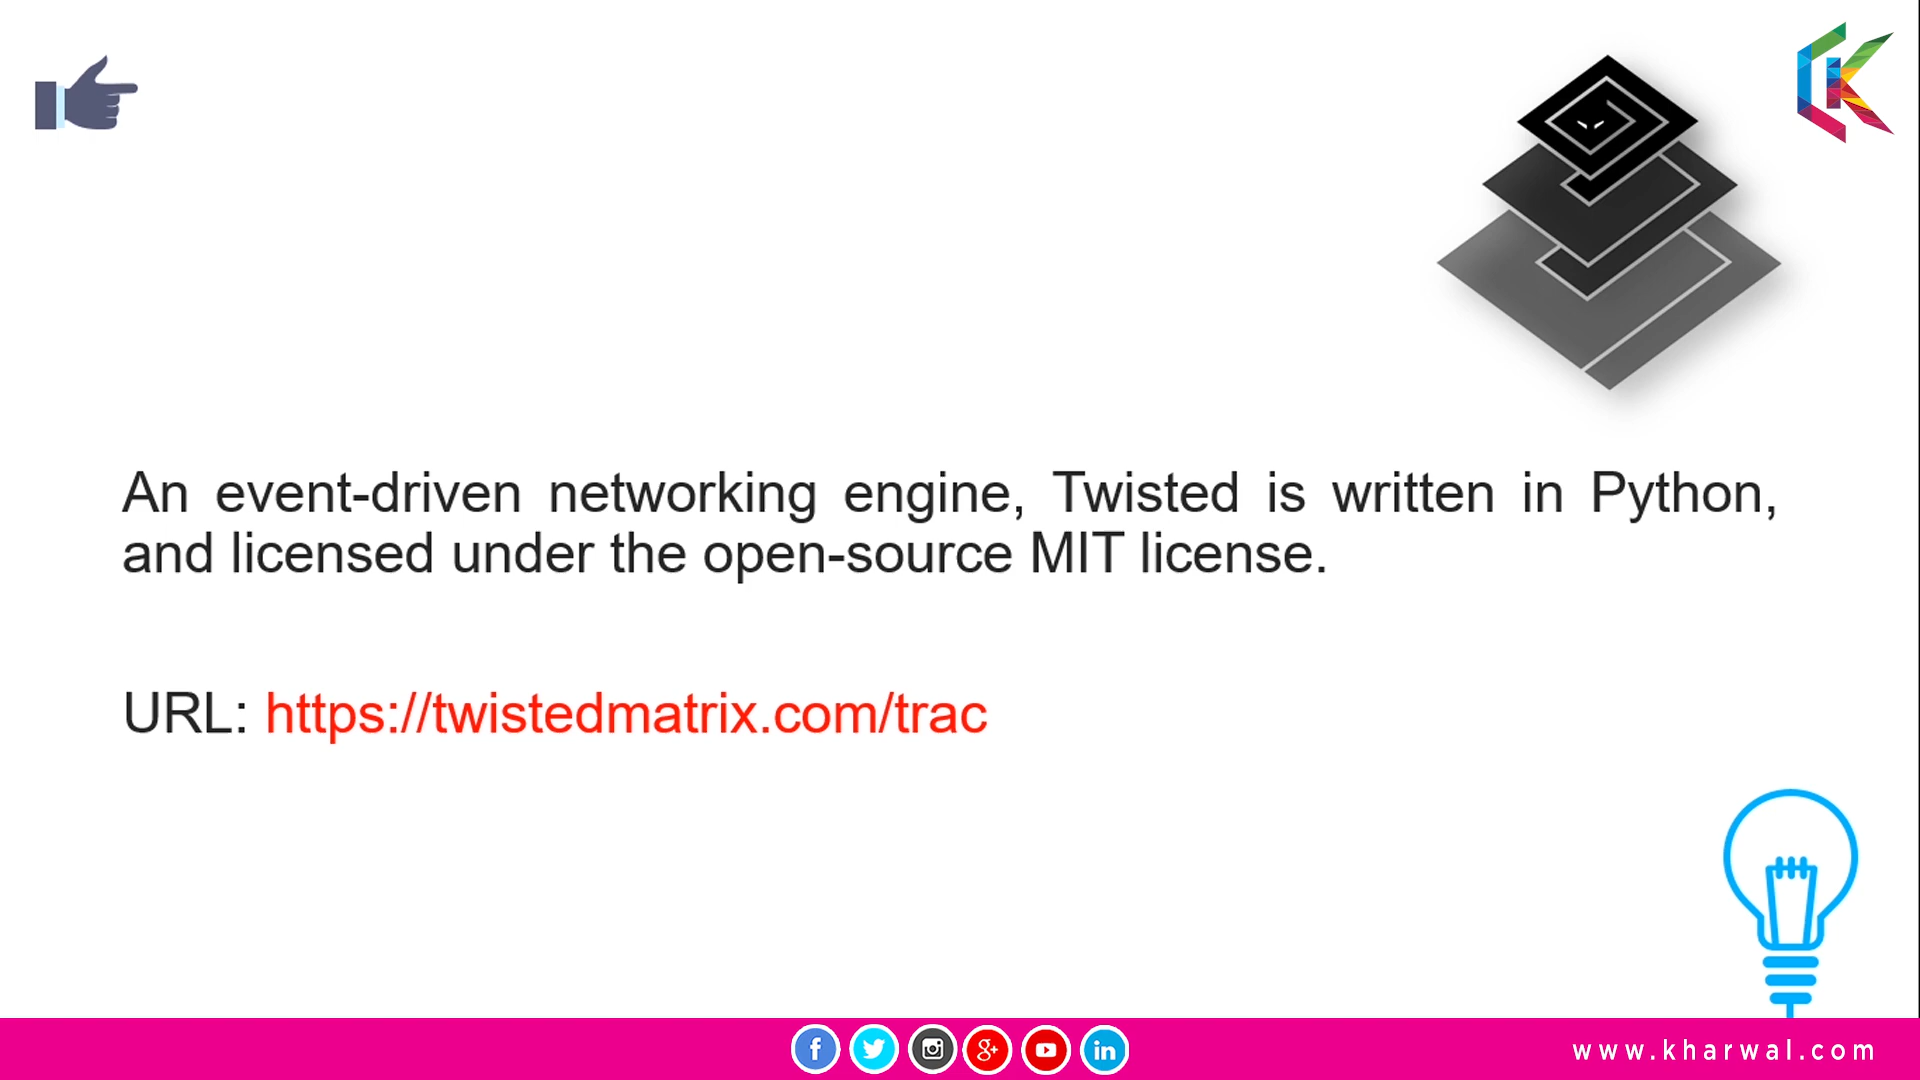 An event-driven networking engine, Twisted is written in Python,
and licensed under the open-source MIT license.
URL: https://twistedmatrix.com/trac
www.kharwal.com